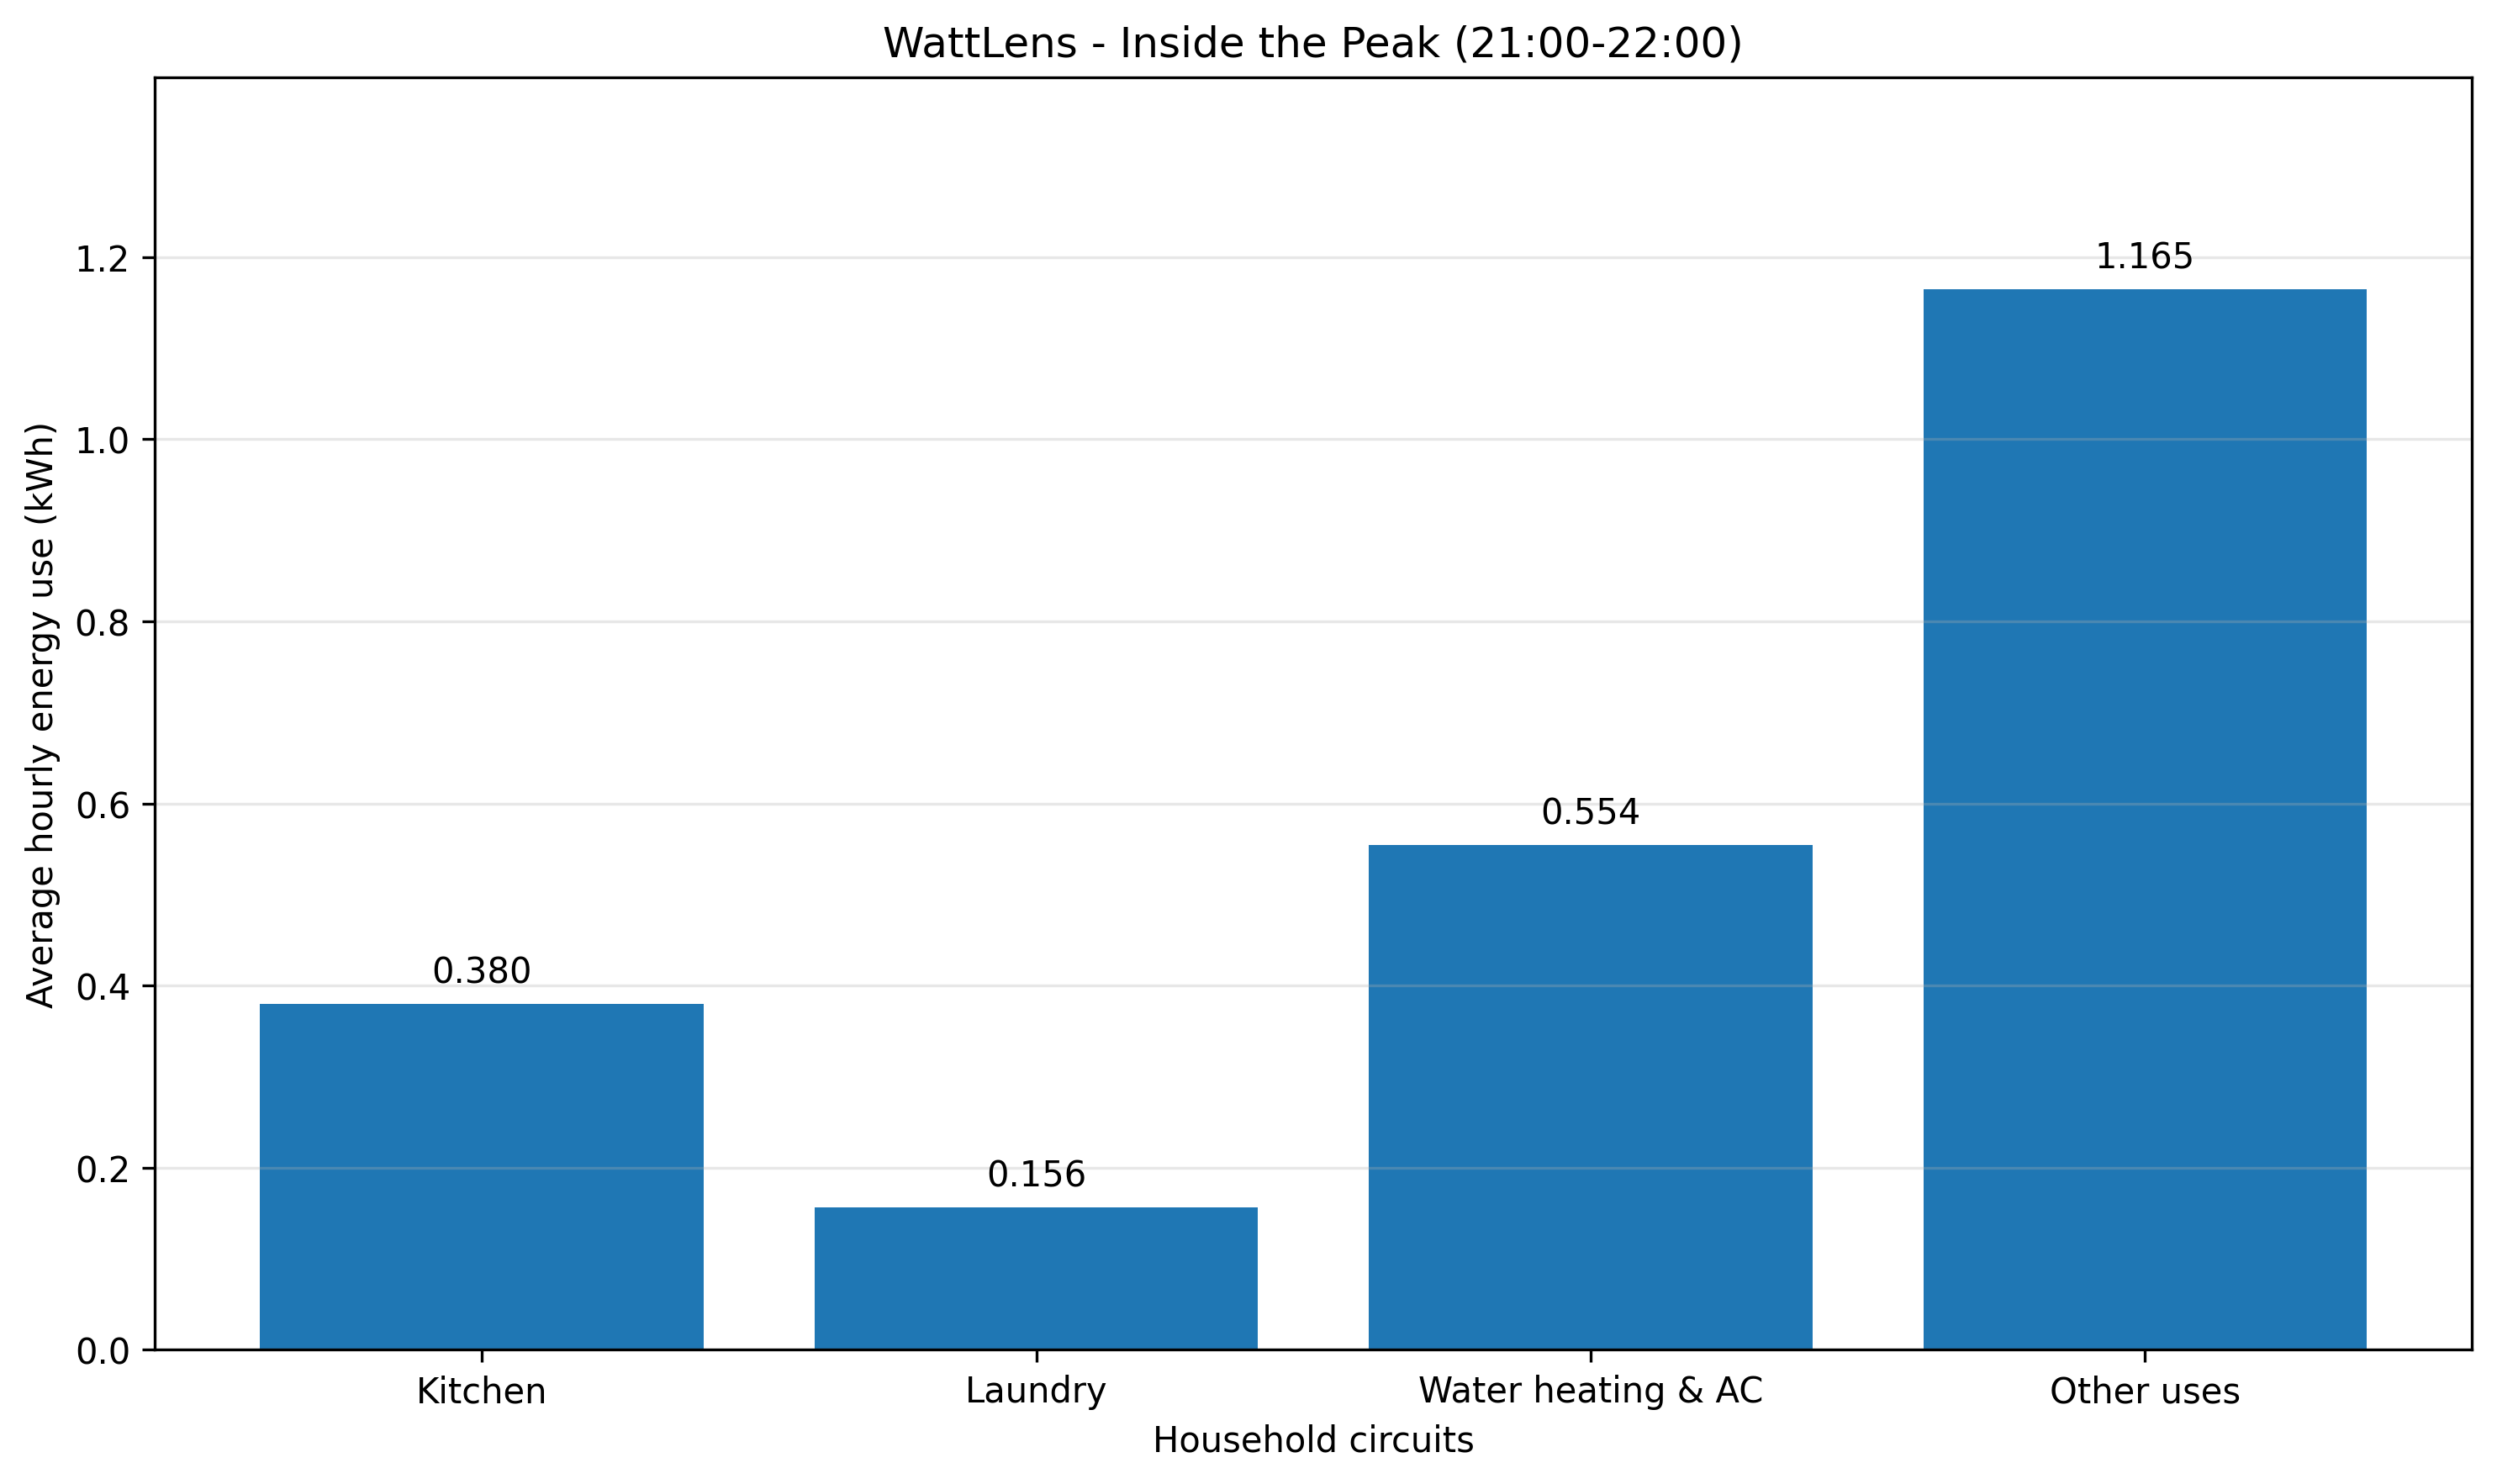 WattLens - Inside the Peak (21:00-22:00)
Average hourly energy use (kWh)
1.2
1.0
0.8
0.6
0.4
0.2
0.0
0.380
0.156
0.554
1.165
Kitchen
Laundry
Water heating & AC
Other uses
Household circuits